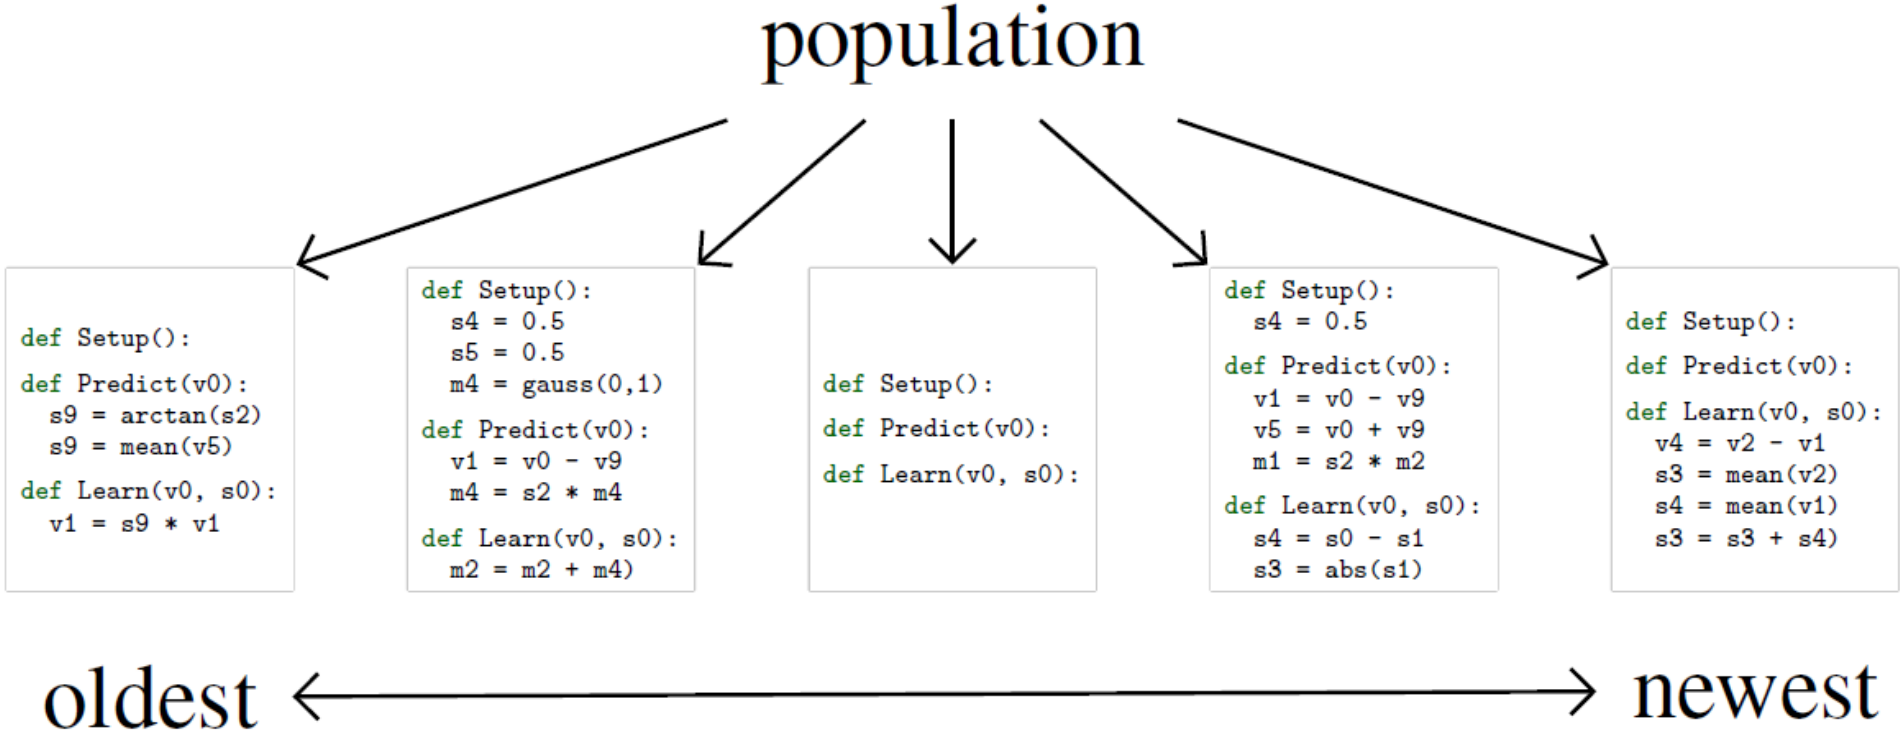 population
def Setup():
def Predict(v0):
s9 = arctan(s2)
s9 = mean(v5)
def Learn(v0, s0):
v1 = s9 * v1
def Setup():
s4 = 0.5
s5 = 0.5
m4 = gauss(0,1)
def Predict(v0):
v1 = v0 - v9
m4 = s2 * m4
def Learn(v0, s0):
m2 = m2 + m4)
def Setup():
def Predict(v0):
def Learn(v0, s0):
def Setup():
s4 = 0.5
def Predict(v0):
v1 = v0 - v9
v5 = v0 + v9
m1 = s2 * m2
def Learn(v0, s0):
s4 = s0 - s1
s3 = abs(s1)
def Setup():
def Predict(v0):
def Learn(v0, s0):
v4 = v2 - v1
s3 = mean(v2)
s4 = mean(v1)
s3 = s3 + s4)
oldest
newest